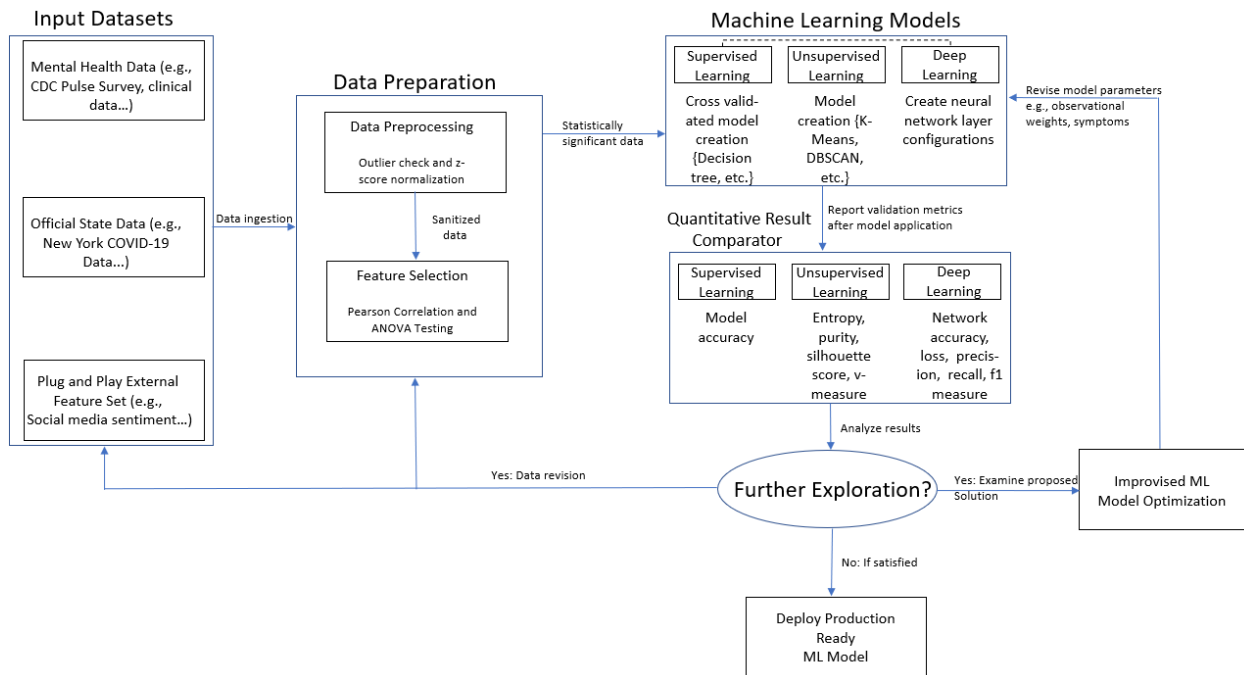 Input Datasets
Mental Health Data (e.g.,
CDC Pulse Survey, clinical
data…)
Official State Data (e.g.,
New York COVID-19
Data...)
Plug and Play External
Feature Set (e.g.,
Social media sentiment…)
Data ingestion
Data Preparation
Data Preprocessing
Outlier check and z-
score normalization
Sanitized
data
Feature Selection
Pearson Correlation and
ANOVA Testing
Statistically
significant data
Machine Learning Models
Supervised
Learning
Cross valid-
ated model
creation
{Decision
tree, etc.}
Unsupervised
Learning
Model
creation {K-
Means,
DBSCAN,
etc.}
Deep
Learning
Create neural
network layer
configurations
Revise model parameters
e.g., observational
weights, symptoms
Report validation metrics
after model application
Quantitative Result
Comparator
Supervised
Learning
Model
accuracy
Unsupervised
Learning
Entropy,
purity,
silhouette
score, v-
measure
Deep
Learning
Network
accuracy,
loss, precis-
ion, recall, f1
measure
Analyze results
Further Exploration?
Yes: Data revision
Yes: Examine proposed
Solution
Improvised ML
Model Optimization
No: If satisfied
Deploy Production
Ready
ML Model